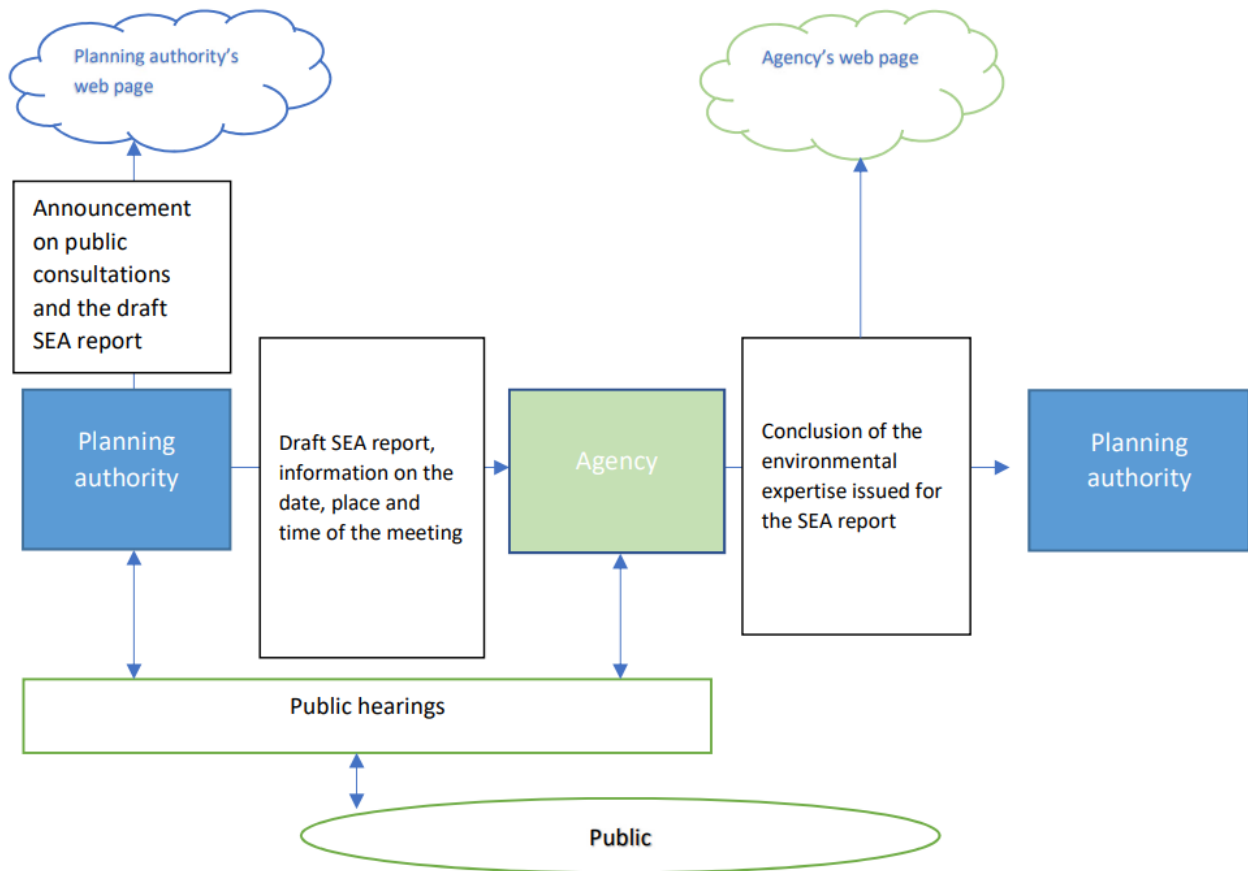 Planning authority's
web page
Agency's web page
Announcement
on public
consultations
and the draft
SEA report
Planning
authority
Draft SEA report,
information on the
date, place and
time of the meeting
Agency
Conclusion of the
environmental
expertise issued for
the SEA report
Planning
authority
Public hearings
Public